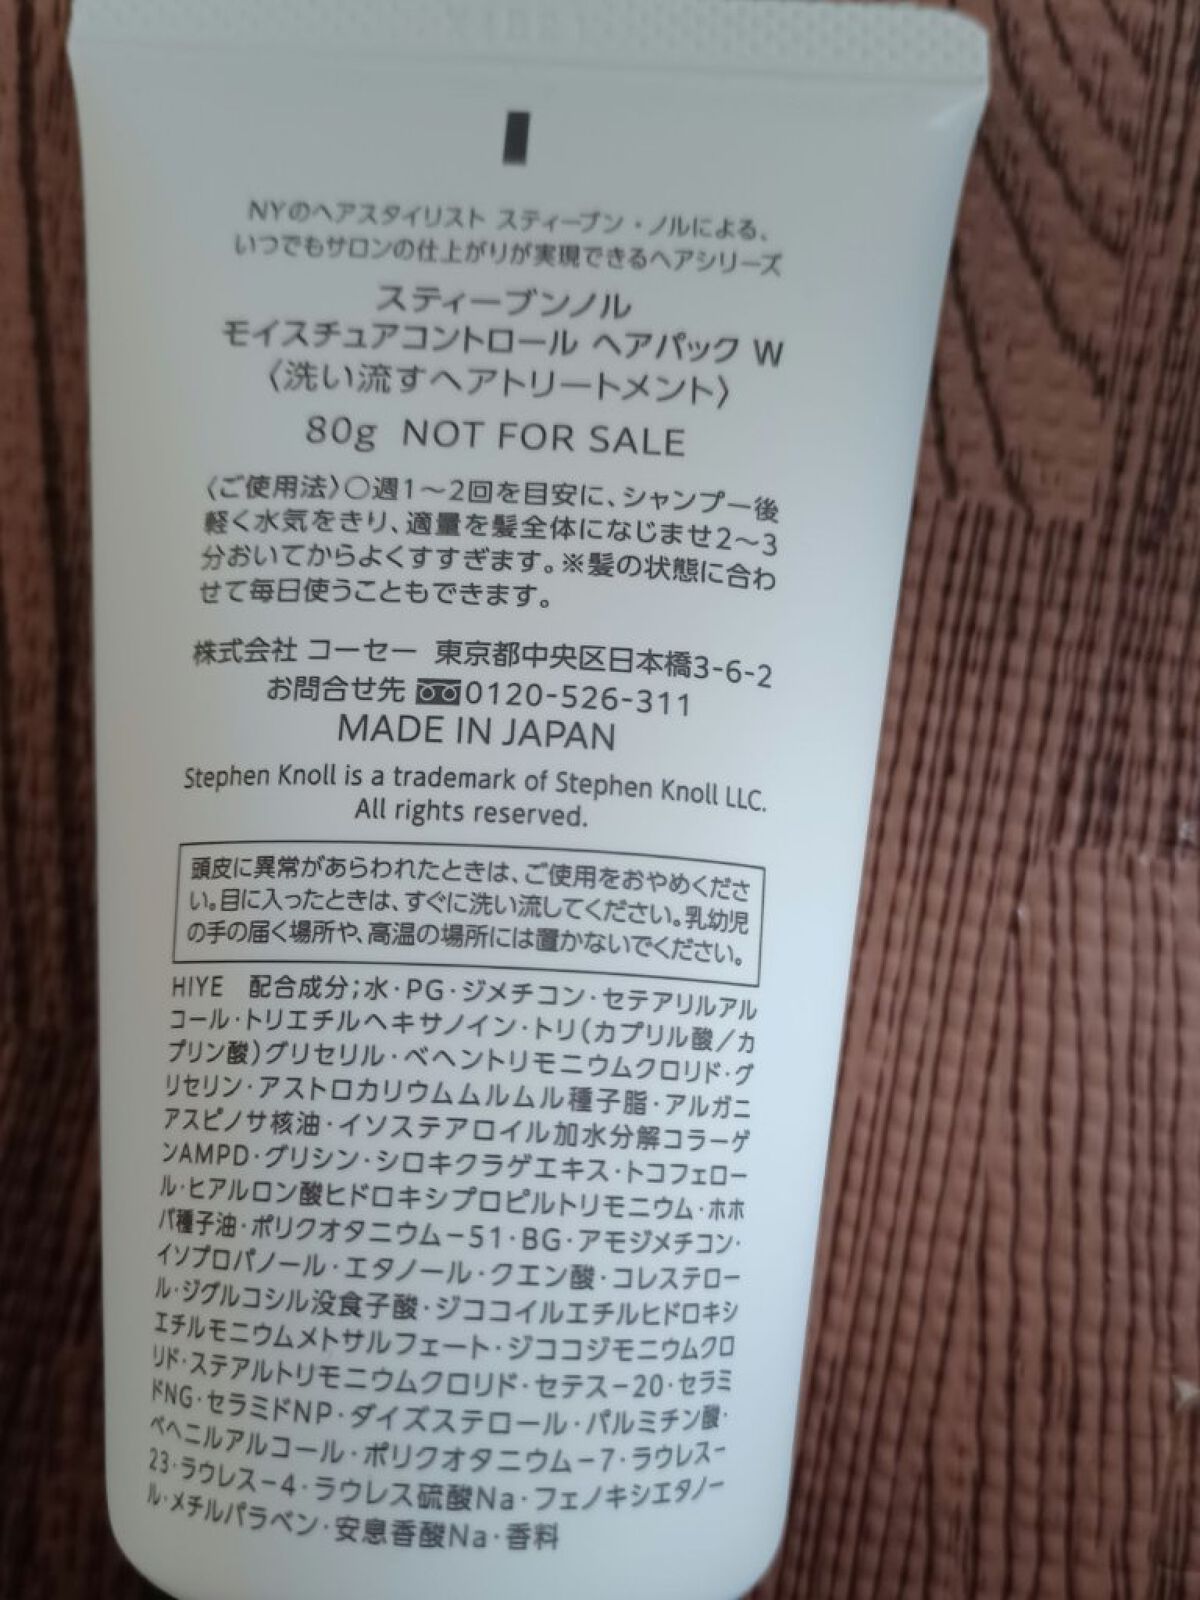 NYのヘアスタイリスト スティーブン・ノルによる、
いつでもサロンの仕上がりが実現できるヘアシリーズ
スティーブンノル
モイスチュアコントロール ヘアパック W
〈洗い流すヘアトリートメント〉
80g NOT FOR SALE
〈ご使用法〉○週1～2回を目安に、シャンプー後
軽く水気をきり、適量を髪全体になじませ2～3
分おいてからよくすすぎます。※髪の状態に合わ
せて毎日使うこともできます。
株式会社 コーセー 東京都中央区日本橋3-6-2
お問合せ先 0120-526-311
MADE IN JAPAN
Stephen Knoll is a trademark of Stephen Knoll LLC.
All rights reserved.
頭皮に異常があらわれたときは、ご使用をおやめくださ
い。目に入ったときは、すぐに洗い流してください。乳幼児
の手の届く場所や、高温の場所には置かないでください。
HIYE 配合成分；水・PG・ジメチコン・セテアリルアル
コール・トリエチルヘキサノイン・トリ(カプリル酸/カ
プリン酸)グリセリル・ベヘントリモニウムクロリド・グ
リセリン・アストロカリウムムルムル種子脂・アルガニ
アスピノサ核油・イソステアロイル加水分解コラーゲ
ンAMPD・グリシン・シロキクラゲエキス・トコフェロー
ル・ヒアルロン酸ヒドロキシプロピルトリモニウム・ホホ
バ種子油・ポリクオタニウム－51・BG・アモジメチコン・
イソプロパノール・エタノール・クエン酸・コレステロー
ル・ジグルコシル没食子酸・ジココイルエチルヒドロキシ
エチルモニウムメトサルフェート・ジココジモニウムクロ
リド・ステアルトリモニウムクロリド・セテス－20・セラミ
ドNG・セラミドNP・ダイズステロール・パルミチン酸・
ベヘニルアルコール・ポリクオタニウム－7・ラウレス－
23・ラウレス－4・ラウレス硫酸Na・フェノキシエタノー
ル・メチルパラベン・安息香酸Na・香料